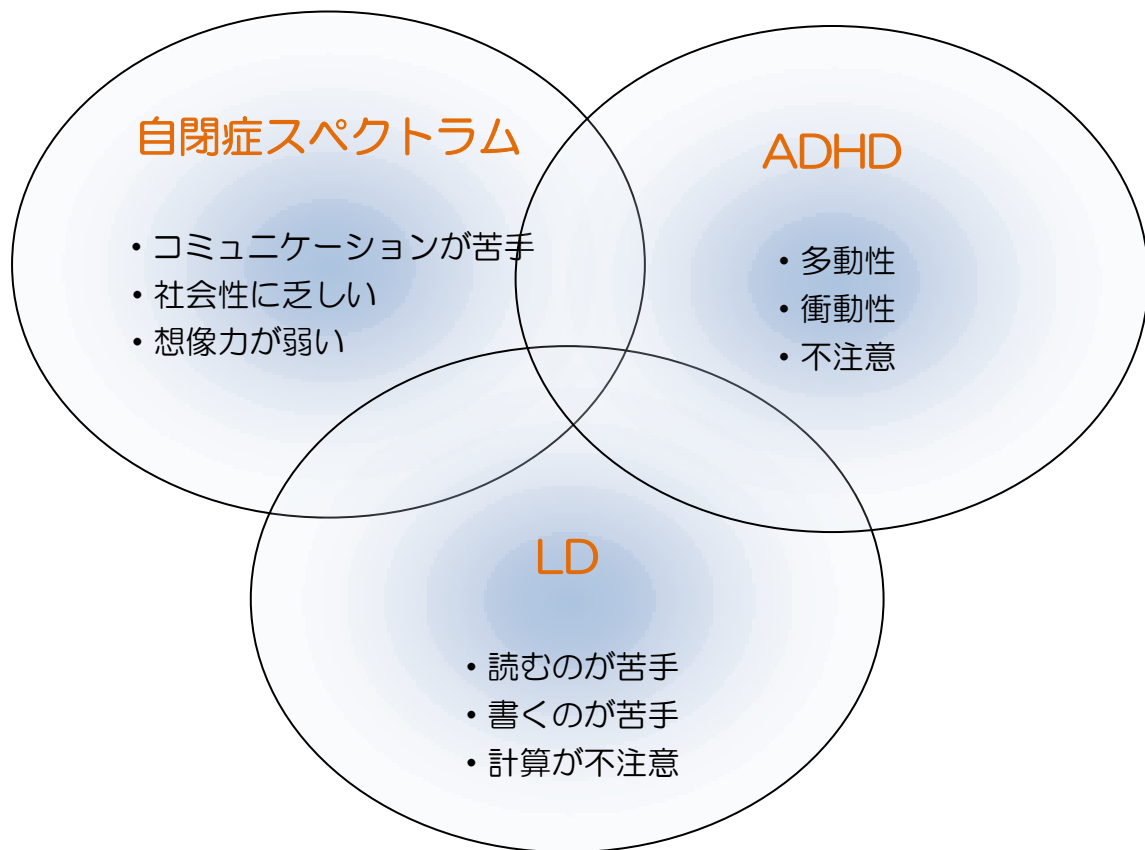 自閉症スペクトラム
・コミュニケーションが苦手
・社会性に乏しい
・想像力が弱い
ADHD
・多動性
・衝動性
・不注意
LD
・読むのが苦手
・書くのが苦手
・計算が不注意